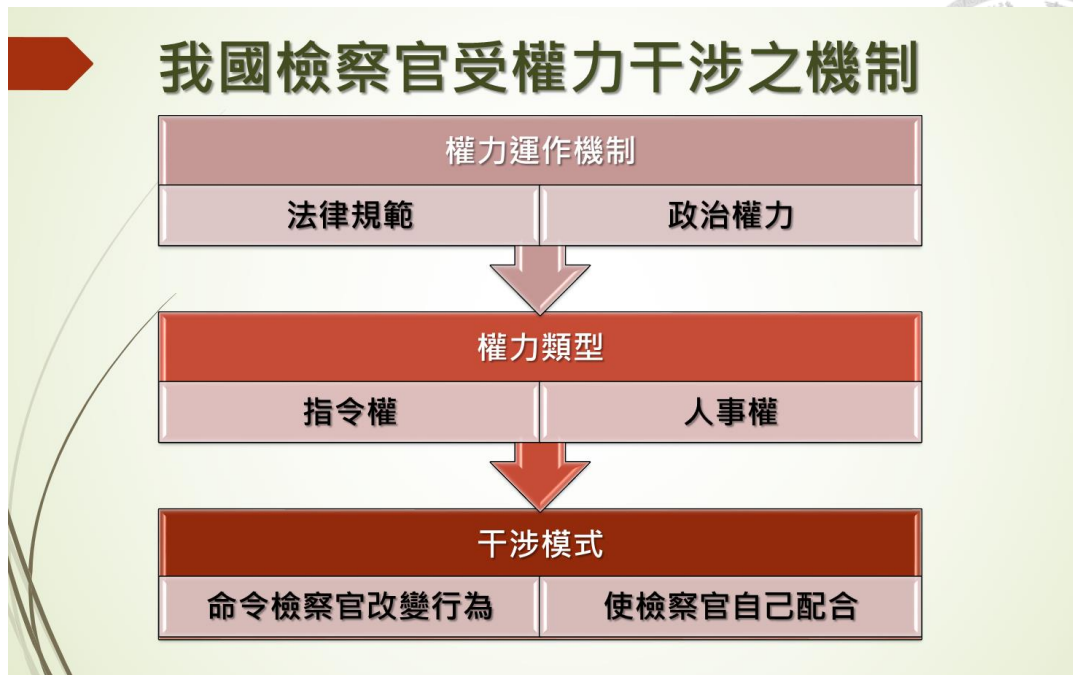 我國檢察官受權力干涉之機制
權力運作機制
法律規範
政治權力
權力類型
指令權
人事權
干涉模式
命令檢察官改變行為
使檢察官自己配合